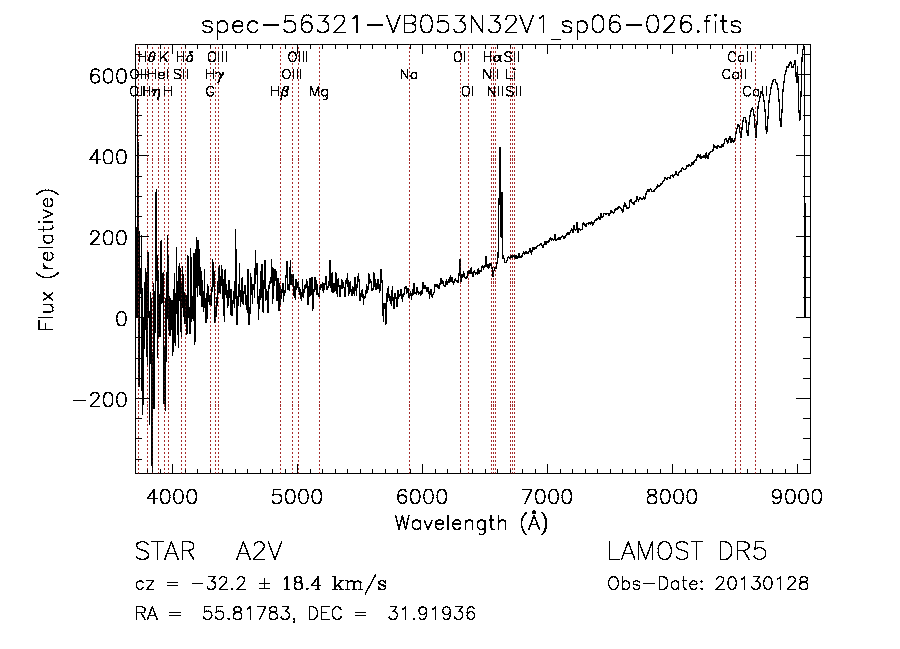 spec-56321-VB053N32V1_sp06-026.fits
Hθ K Hδ OIII OIII OI Hα SII CaII
OII HeI SII Hγ OIII Na NII Li CaII
Hη H G Hβ Mg OI NII SII CaII
600
400
200
0
-200
Flux (relative)
4000 5000 6000 7000 8000 9000
Wavelength (Å)
STAR A2V LAMOST DR5
cz = -32.2 ± 18.4 km/s Obs-Date: 20130128
RA = 55.81783, DEC = 31.91936